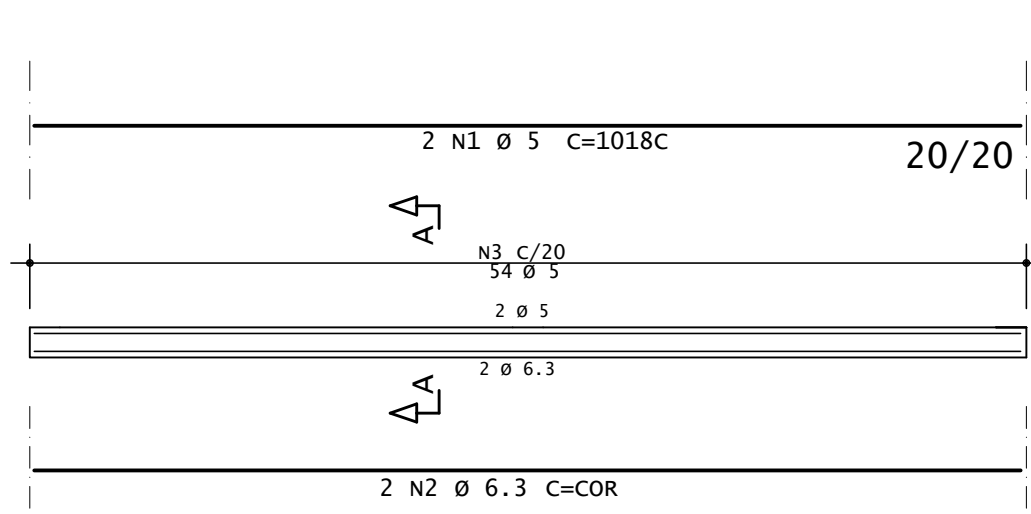 2 N1 Ø 5 C=1018C
20/20
A
N3 C/20
54 Ø 5
2 Ø 5
2 Ø 6.3
A
2 N2 Ø 6.3 C=COR